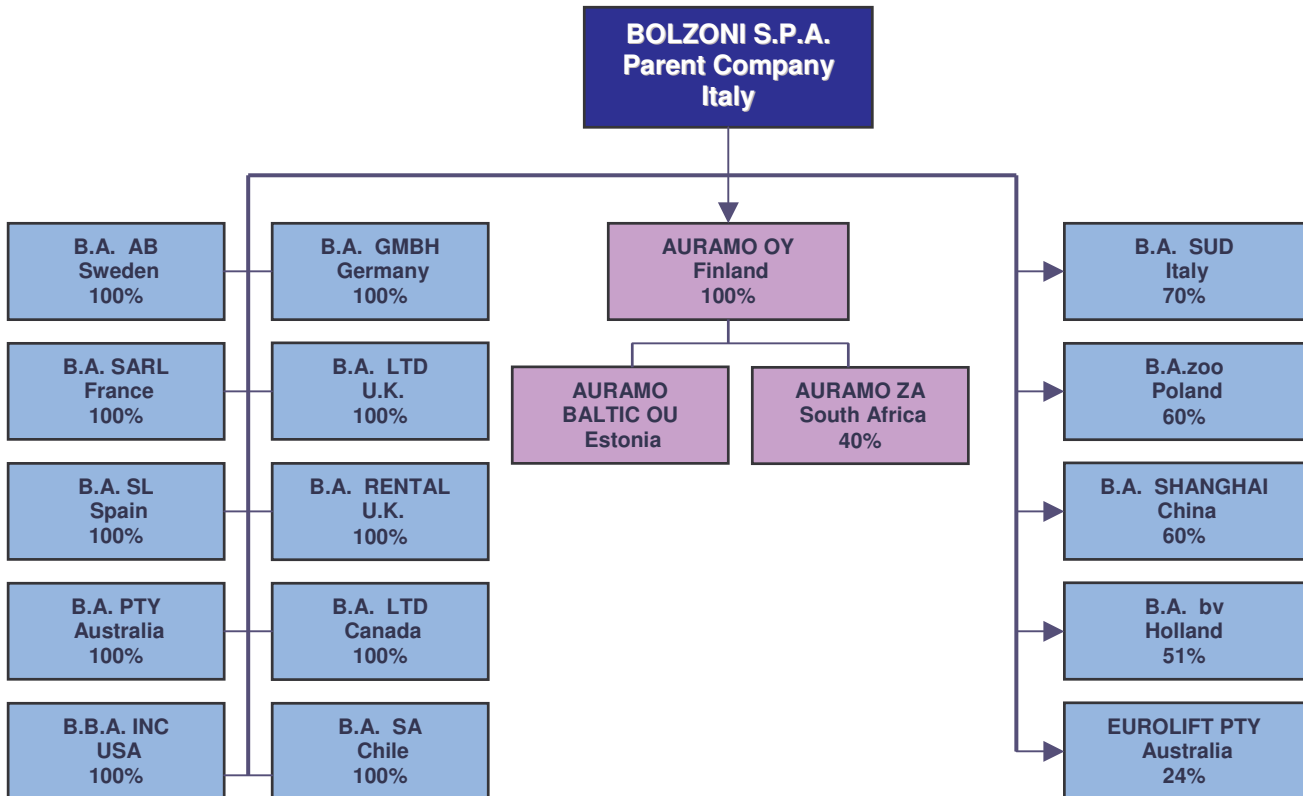 BOLZONI S.P.A.
Parent Company
Italy
B.A. AB
Sweden
100%
B.A. GMBH
Germany
100%
AURAMO OY
Finland
100%
B.A. SUD
Italy
70%
B.A. SARL
France
100%
B.A. LTD
U.K.
100%
AURAMO
BALTIC OU
Estonia
AURAMO ZA
South Africa
40%
B.A.zoo
Poland
60%
B.A. SL
Spain
100%
B.A. RENTAL
U.K.
100%
B.A. SHANGHAI
China
60%
B.A. PTY
Australia
100%
B.A. LTD
Canada
100%
B.A. bv
Holland
51%
B.B.A. INC
USA
100%
B.A. SA
Chile
100%
EUROLIFT PTY
Australia
24%